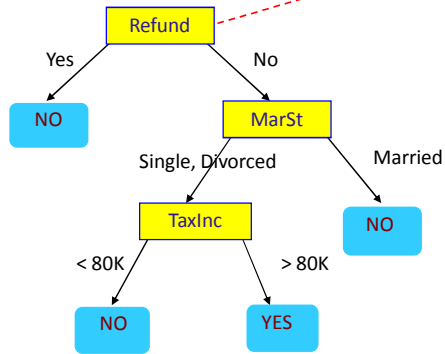 Refund
Yes
No
NO
MarSt
Single, Divorced
Married
TaxInc
NO
< 80K
> 80K
NO
YES